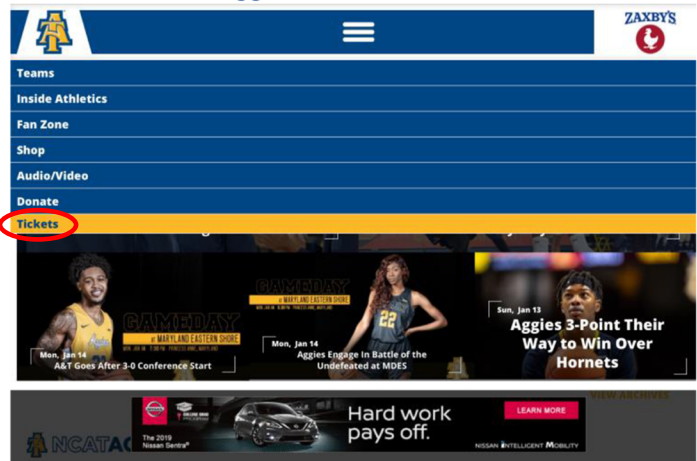 ZAXBY'S
Teams
Inside Athletics
Fan Zone
Shop
Audio/Video
Donate
Tickets
GAMEDAY
at MARYLAND EASTERN SHORE
Mon, Jan 14
A&T Goes After 3-0 Conference Start
GAMEDAY
at MARYLAND EASTERN SHORE
22
Mon, Jan 14
Aggies Engage In Battle of the
Undefeated at MDES
Sun, Jan 13
Aggies 3-Point Their
Way to Win Over
Hornets
VIEW ARCHIVES
The 2019
Nissan Sentra®
Hard work
pays off.
LEARN MORE
NISSAN INTELLIGENT MOBILITY